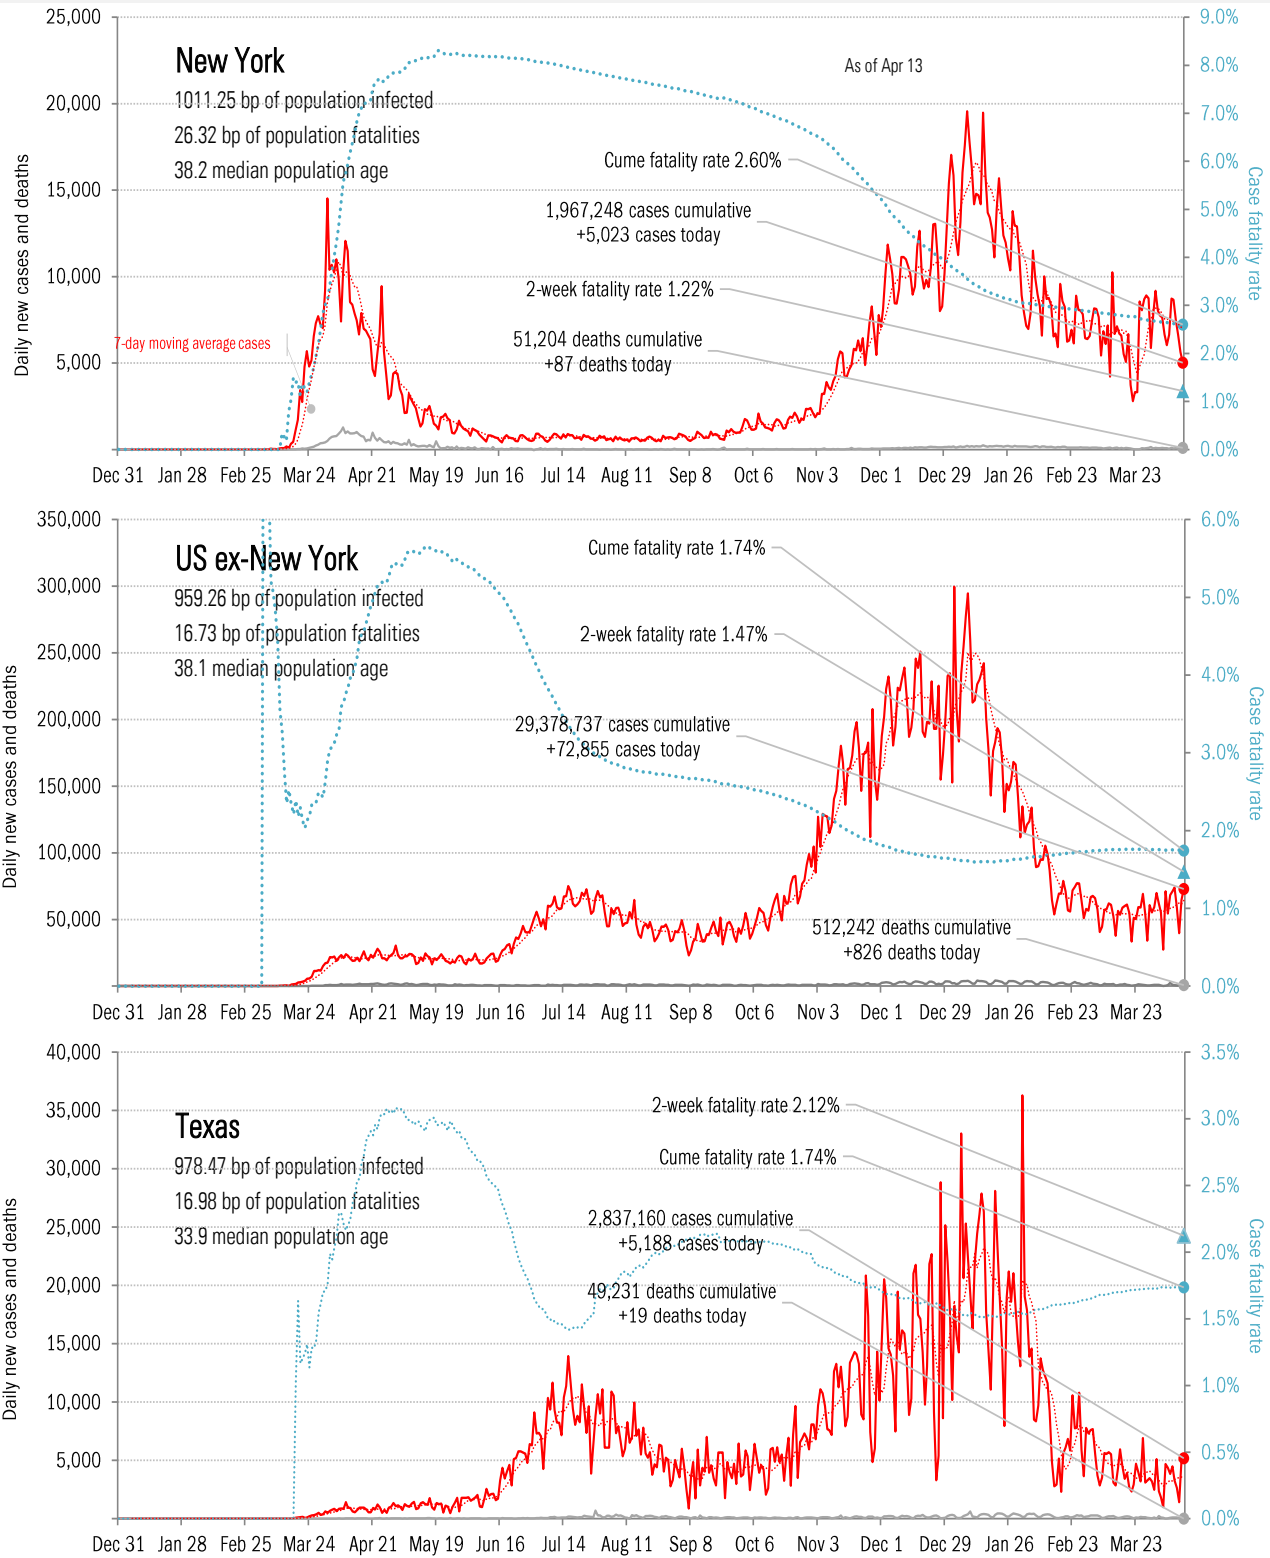 25,000
20,000
15,000
10,000
5,000
9.0%
8.0%
7.0%
6.0%
5.0%
4.0%
3.0%
2.0%
1.0%
0.0%
Daily new cases and deaths
Case fatality rate
New York
1011.25 bp of population infected
26.32 bp of population fatalities
38.2 median population age
As of Apr 13
Cume fatality rate 2.60%
1,967,248 cases cumulative
+5,023 cases today
2-week fatality rate 1.22%
51,204 deaths cumulative
+87 deaths today
7-day moving average cases
Dec 31 Jan 28 Feb 25 Mar 24 Apr 21 May 19 Jun 16 Jul 14 Aug 11 Sep 8 Oct 6 Nov 3 Dec 1 Dec 29 Jan 26 Feb 23 Mar 23
350,000
300,000
250,000
200,000
150,000
100,000
50,000
6.0%
5.0%
4.0%
3.0%
2.0%
1.0%
0.0%
Daily new cases and deaths
Case fatality rate
US ex-New York
959.26 bp of population infected
16.73 bp of population fatalities
38.1 median population age
Cume fatality rate 1.74%
2-week fatality rate 1.47%
29,378,737 cases cumulative
+72,855 cases today
512,242 deaths cumulative
+826 deaths today
Dec 31 Jan 28 Feb 25 Mar 24 Apr 21 May 19 Jun 16 Jul 14 Aug 11 Sep 8 Oct 6 Nov 3 Dec 1 Dec 29 Jan 26 Feb 23 Mar 23
40,000
35,000
30,000
25,000
20,000
15,000
10,000
5,000
3.5%
3.0%
2.5%
2.0%
1.5%
1.0%
0.5%
0.0%
Daily new cases and deaths
Case fatality rate
Texas
978.47 bp of population infected
16.98 bp of population fatalities
33.9 median population age
2-week fatality rate 2.12%
Cume fatality rate 1.74%
2,837,160 cases cumulative
+5,188 cases today
49,231 deaths cumulative
+19 deaths today
Dec 31 Jan 28 Feb 25 Mar 24 Apr 21 May 19 Jun 16 Jul 14 Aug 11 Sep 8 Oct 6 Nov 3 Dec 1 Dec 29 Jan 26 Feb 23 Mar 23